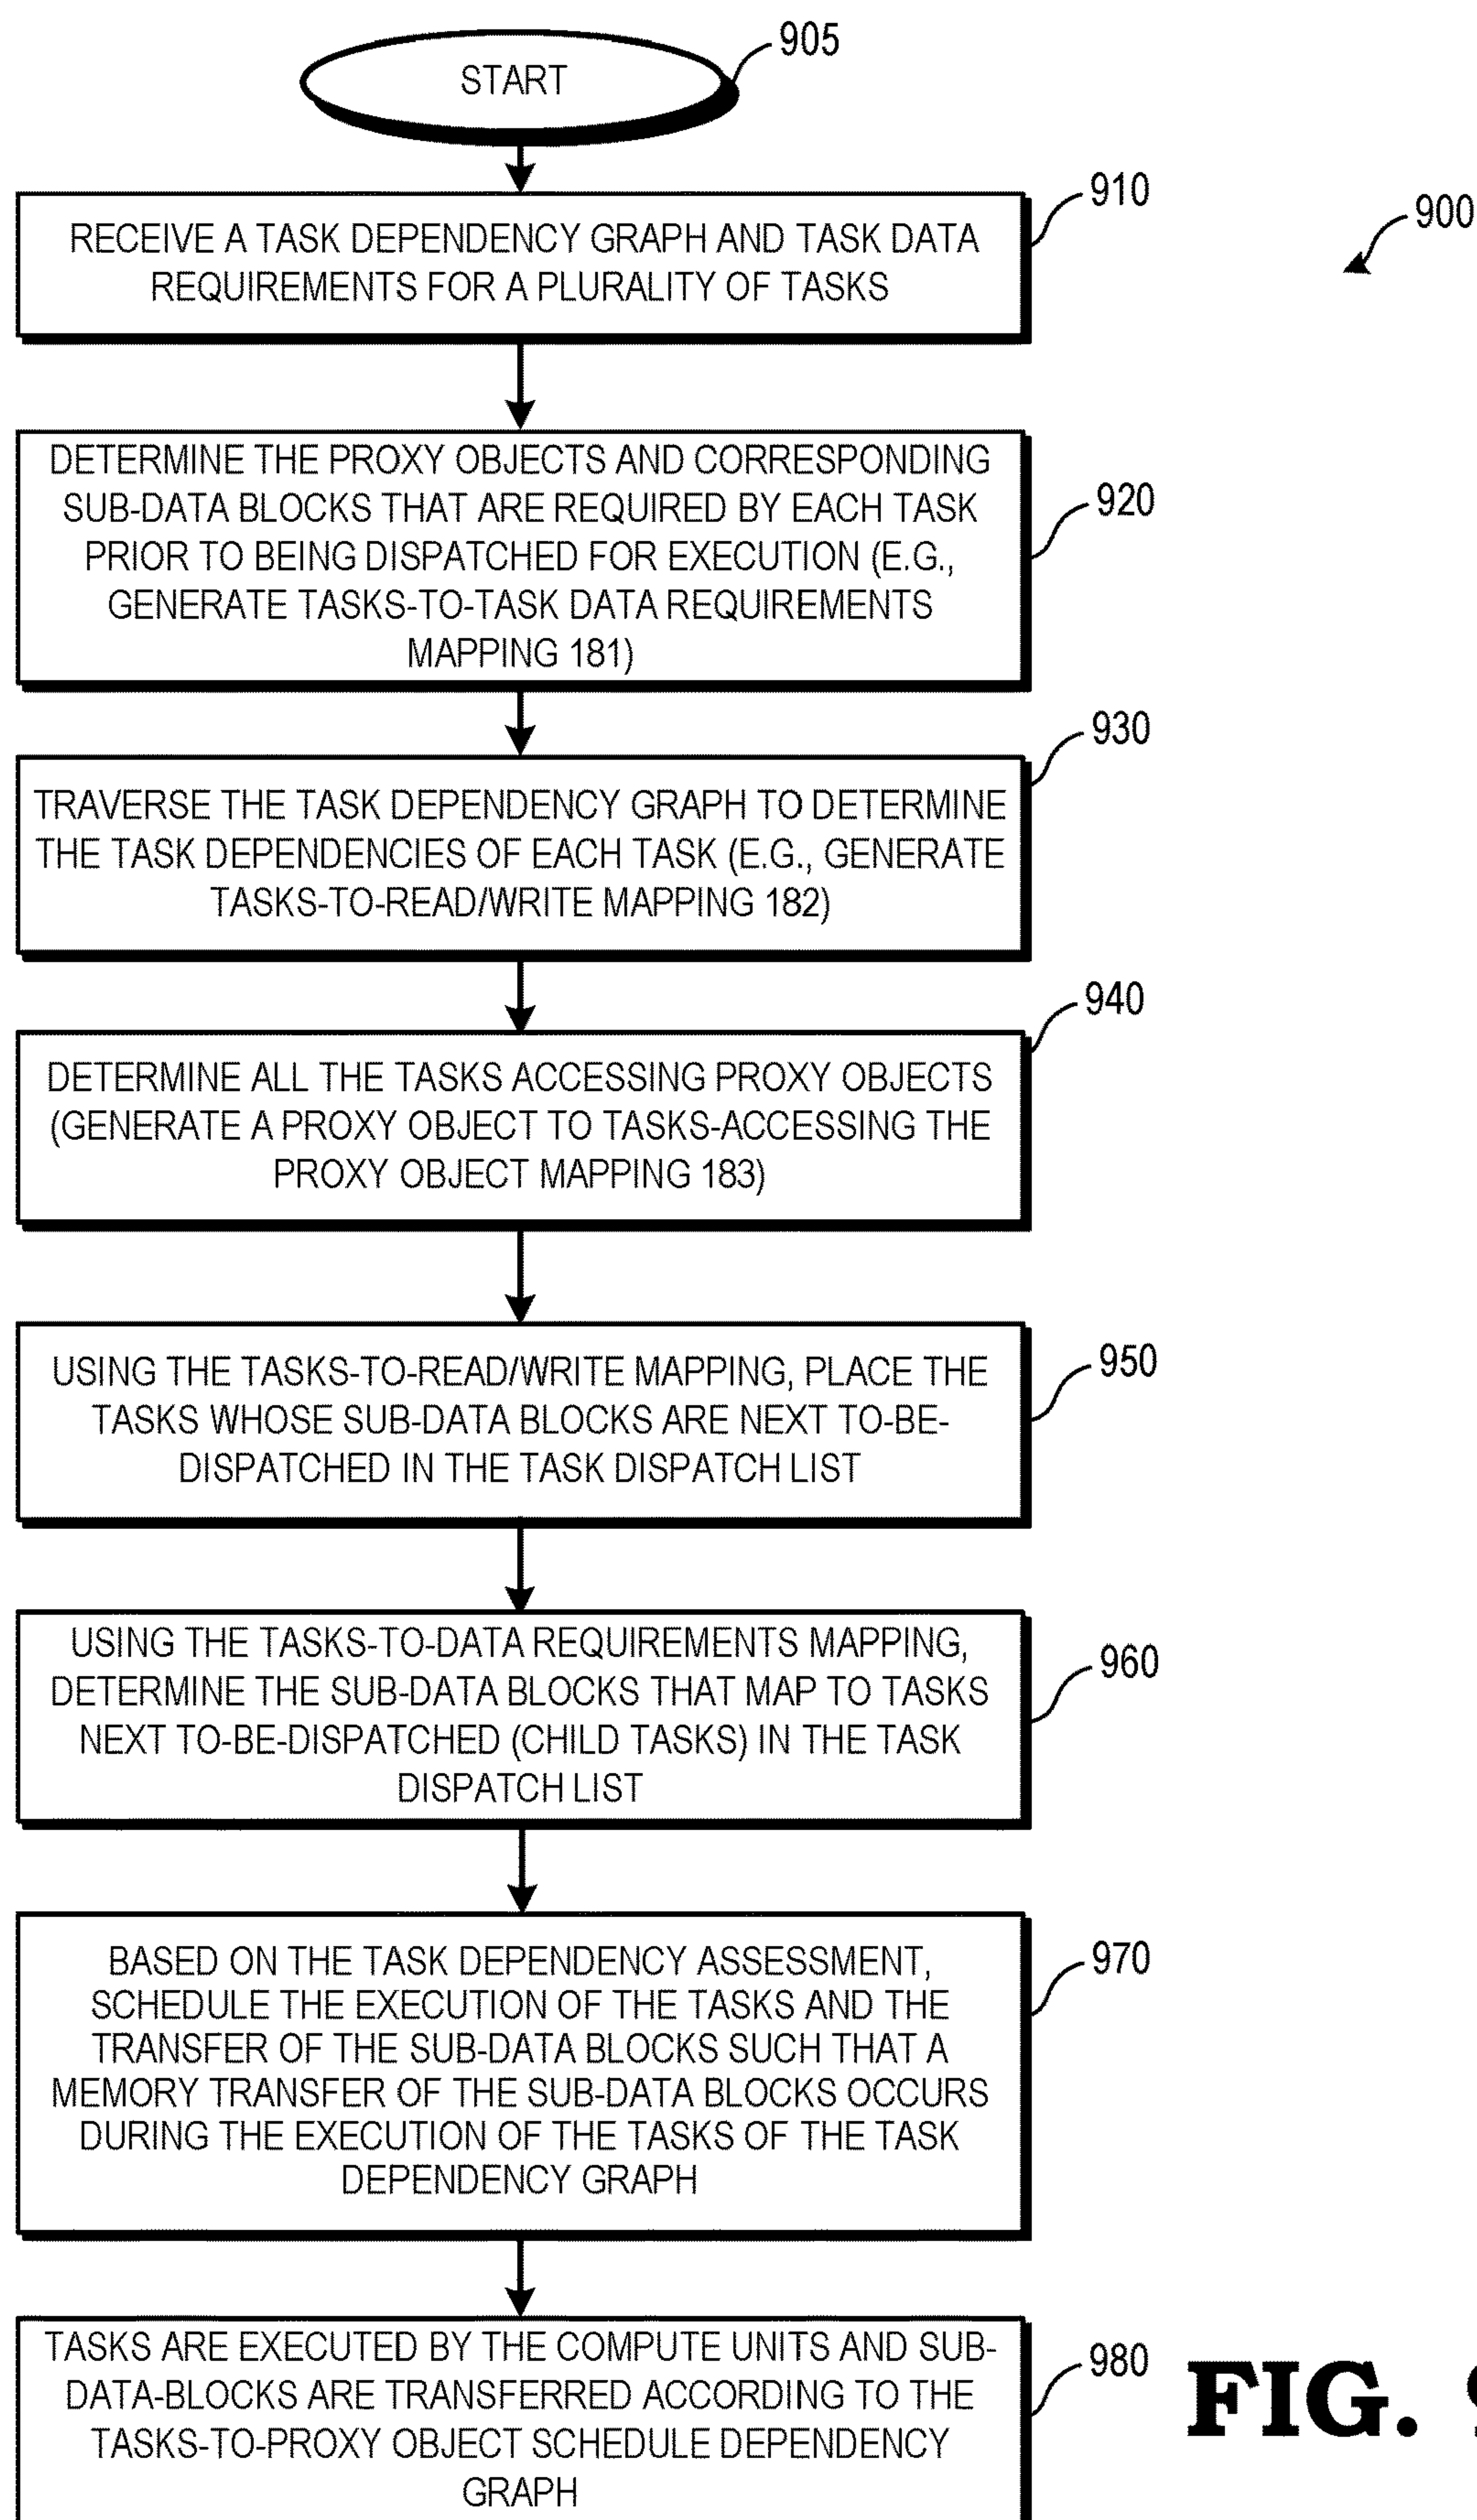 START
905
900
RECEIVE A TASK DEPENDENCY GRAPH AND TASK DATA
REQUIREMENTS FOR A PLURALITY OF TASKS
910
DETERMINE THE PROXY OBJECTS AND CORRESPONDING
SUB-DATA BLOCKS THAT ARE REQUIRED BY EACH TASK
PRIOR TO BEING DISPATCHED FOR EXECUTION (E.G.,
GENERATE TASKS-TO-TASK DATA REQUIREMENTS
MAPPING 181)
920
TRAVERSE THE TASK DEPENDENCY GRAPH TO DETERMINE
THE TASK DEPENDENCIES OF EACH TASK (E.G., GENERATE
TASKS-TO-READ/WRITE MAPPING 182)
930
DETERMINE ALL THE TASKS ACCESSING PROXY OBJECTS
(GENERATE A PROXY OBJECT TO TASKS-ACCESSING THE
PROXY OBJECT MAPPING 183)
940
USING THE TASKS-TO-READ/WRITE MAPPING, PLACE THE
TASKS WHOSE SUB-DATA BLOCKS ARE NEXT TO-BE-
DISPATCHED IN THE TASK DISPATCH LIST
950
USING THE TASKS-TO-DATA REQUIREMENTS MAPPING,
DETERMINE THE SUB-DATA BLOCKS THAT MAP TO TASKS
NEXT TO-BE-DISPATCHED (CHILD TASKS) IN THE TASK
DISPATCH LIST
960
BASED ON THE TASK DEPENDENCY ASSESSMENT,
SCHEDULE THE EXECUTION OF THE TASKS AND THE
TRANSFER OF THE SUB-DATA BLOCKS SUCH THAT A
MEMORY TRANSFER OF THE SUB-DATA BLOCKS OCCURS
DURING THE EXECUTION OF THE TASKS OF THE TASK
DEPENDENCY GRAPH
970
TASKS ARE EXECUTED BY THE COMPUTE UNITS AND SUB-
DATA-BLOCKS ARE TRANSFERRED ACCORDING TO THE
TASKS-TO-PROXY OBJECT SCHEDULE DEPENDENCY
GRAPH
980
FIG.